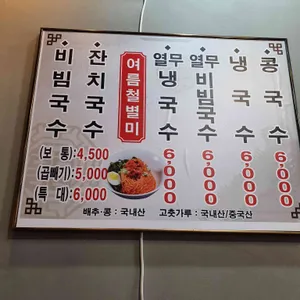 비빔국수
잔치국수
(보통):4,500
(곱빼기):5,000
(특대):6,000
여름철별미
열무냉국수
6,000
열무비빔국수
6,000
냉국수
6,000
콩국수
6,000
배추·콩 : 국내산
고춧가루 : 국내산/중국산